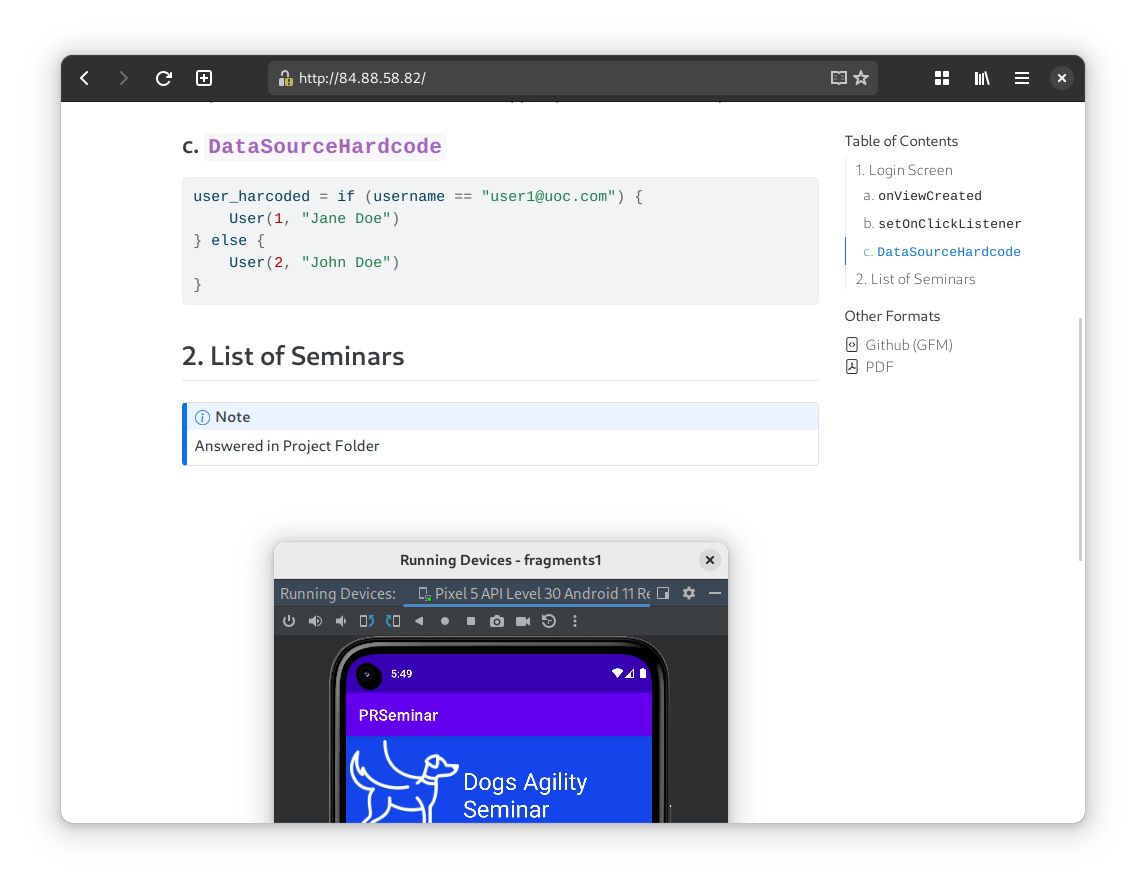 http://84.88.58.82/
c. DataSourceHardcode
user_harcoded = if (username == "user1@uoc.com") {
    User(1, "Jane Doe")
} else {
    User(2, "John Doe")
}
2. List of Seminars
Note
Answered in Project Folder
Running Devices - fragments1
Running Devices:
Pixel 5 API Level 30 Android 11 Re
5:49
PRSeminar
Dogs Agility
Seminar
Table of Contents
1. Login Screen
a. onViewCreated
b. setOnClickListener
c. DataSourceHardcode
2. List of Seminars
Other Formats
Github (GFM)
PDF